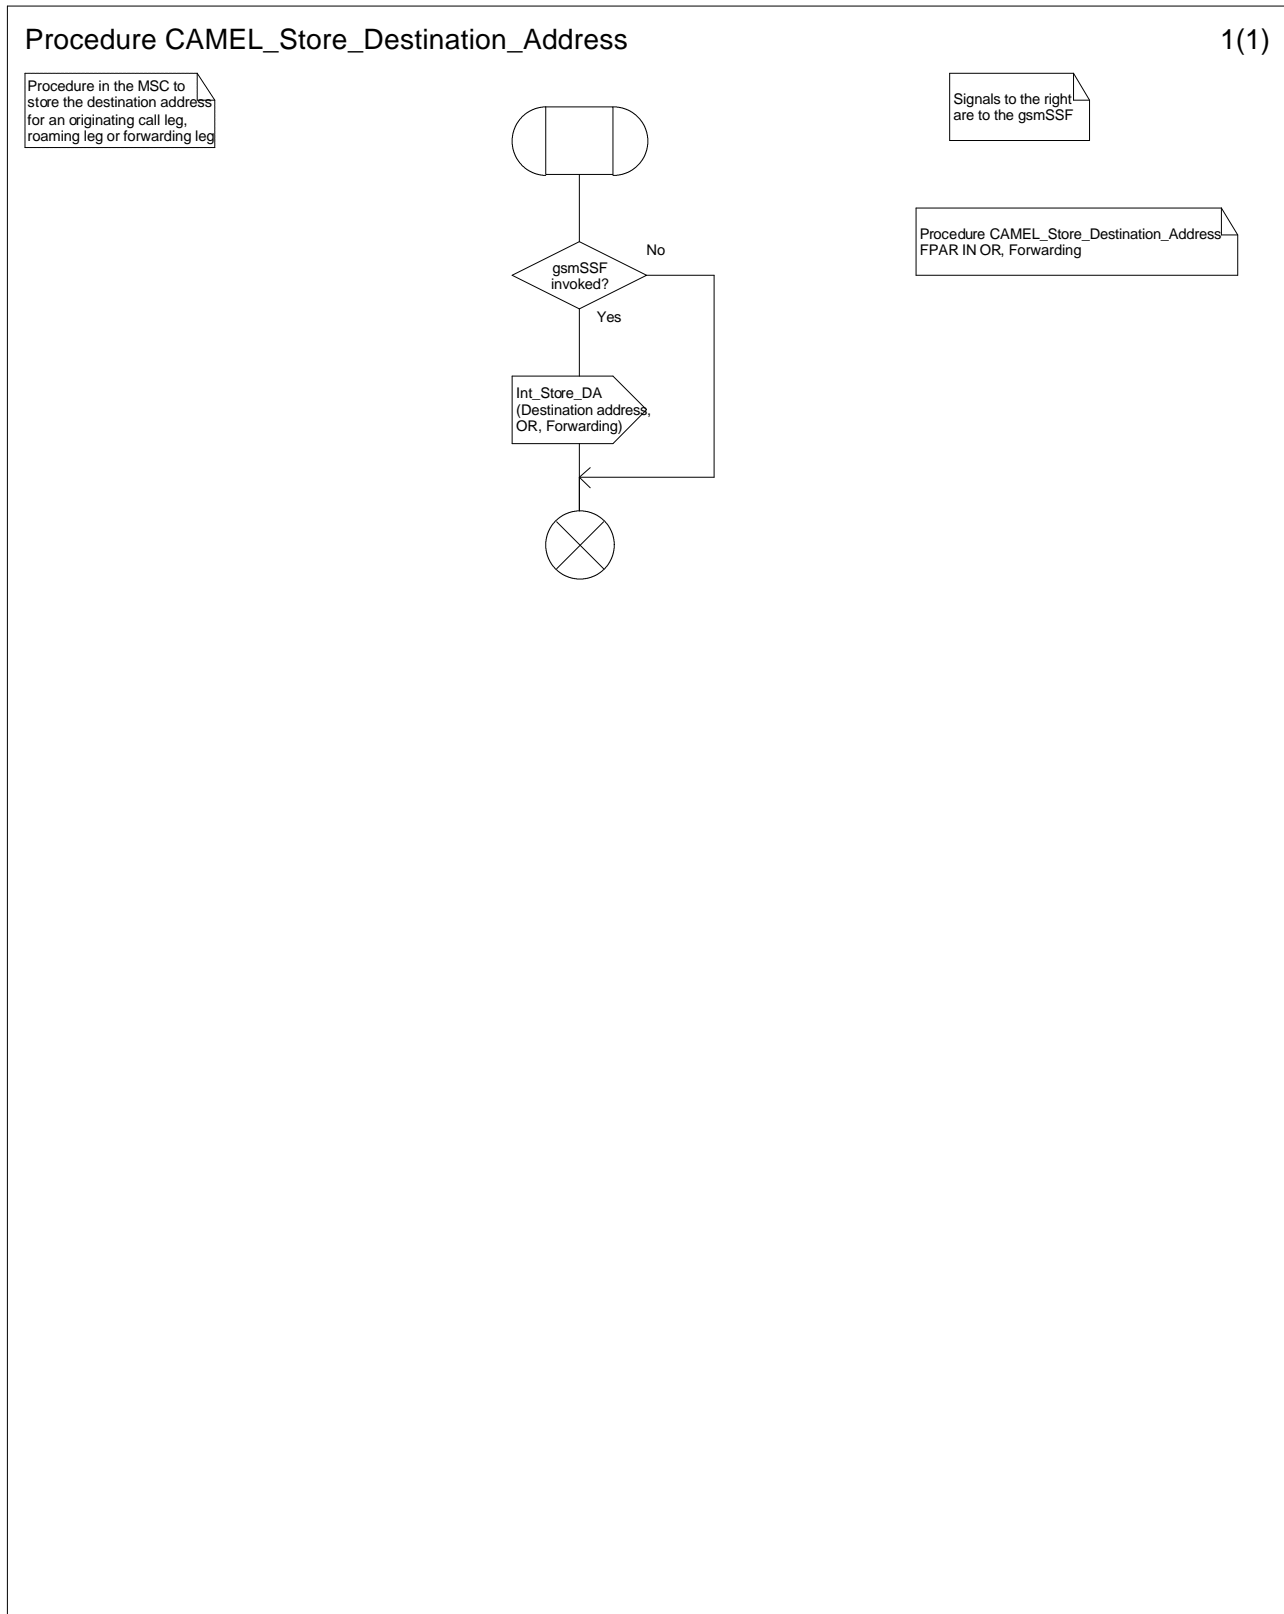 Procedure CAMEL_Store_Destination_Address
1(1)
Procedure in the MSC to
store the destination address
for an originating call leg,
roaming leg or forwarding leg
Signals to the right
are to the gsmSSF
Procedure CAMEL_Store_Destination_Address
FPAR IN OR, Forwarding
gsmSSF
invoked?
No
Yes
Int_Store_DA
(Destination address,
OR, Forwarding)